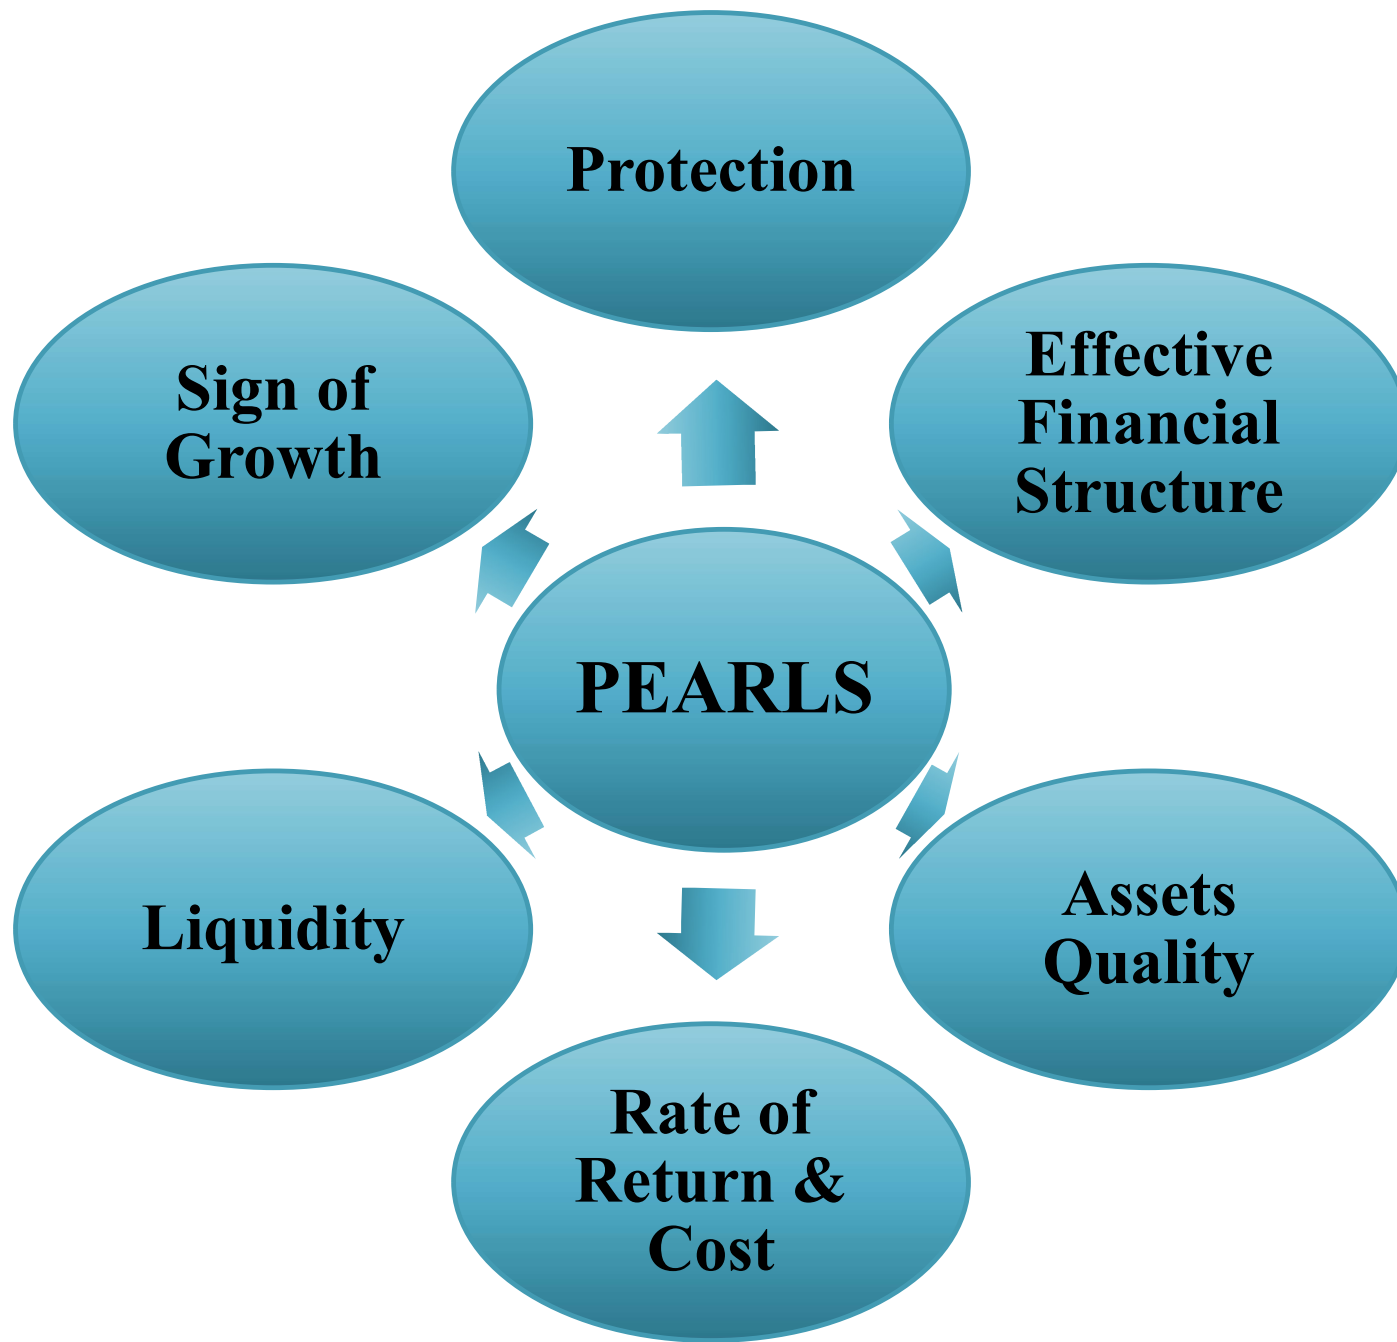 Protection
Effective
Financial
Structure
Sign of
Growth
PEARLS
Assets
Quality
Liquidity
Rate of
Return &
Cost